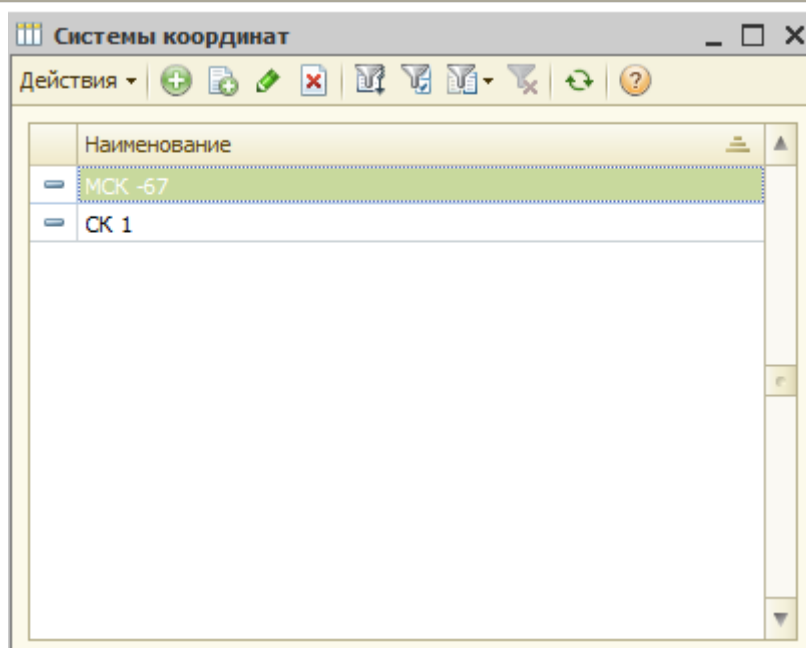 Системы координат
Действия
Наименование
МСК -67
СК 1